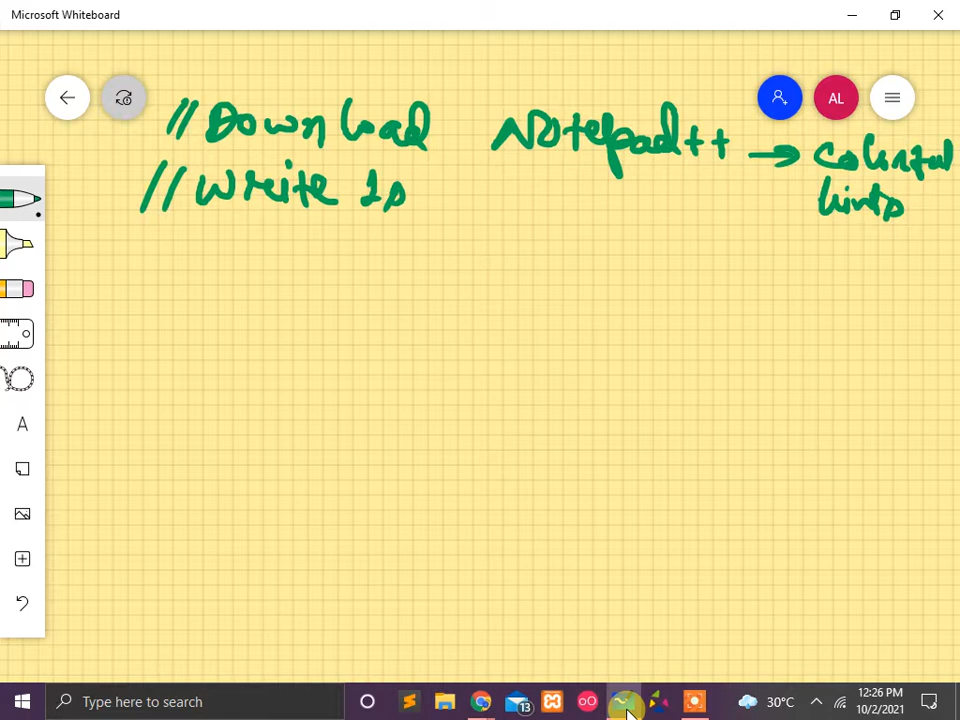 Microsoft Whiteboard
// Download Notepad++ → Colorful
hints
// Write
AL
A
Type here to search
13
30°C
12:26 PM
10/2/2021